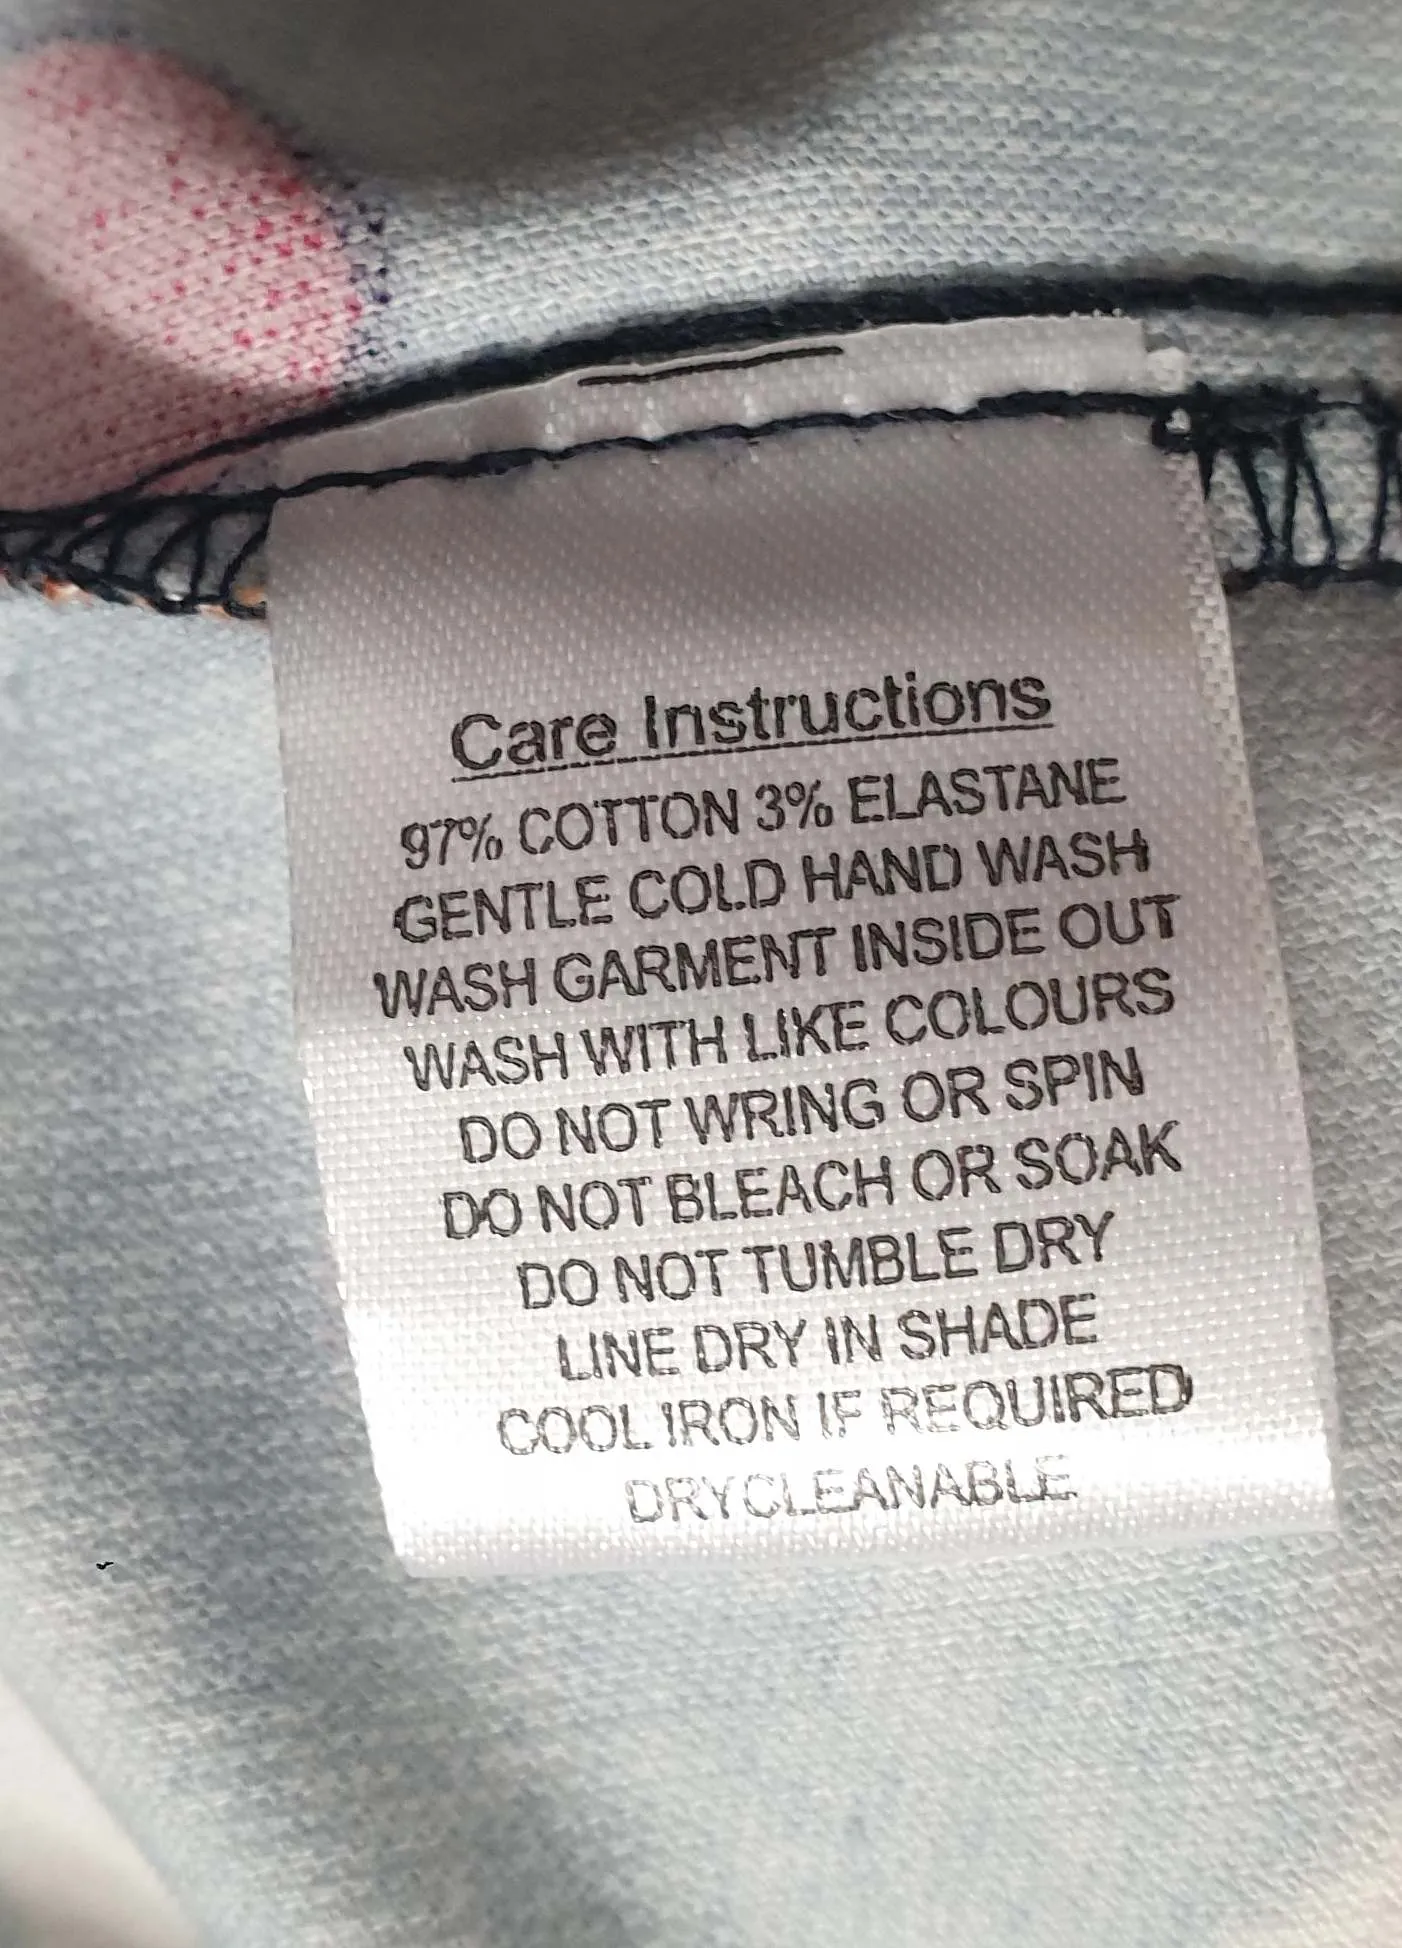 Care Instructions
97% COTTON 3% ELASTANE
GENTLE COLD HAND WASH
WASH GARMENT INSIDE OUT
WASH WITH LIKE COLOURS
DO NOT WRING OR SPIN
DO NOT BLEACH OR SOAK
DO NOT TUMBLE DRY
LINE DRY IN SHADE
COOL IRON IF REQUIRED
DRYCLEANABLE